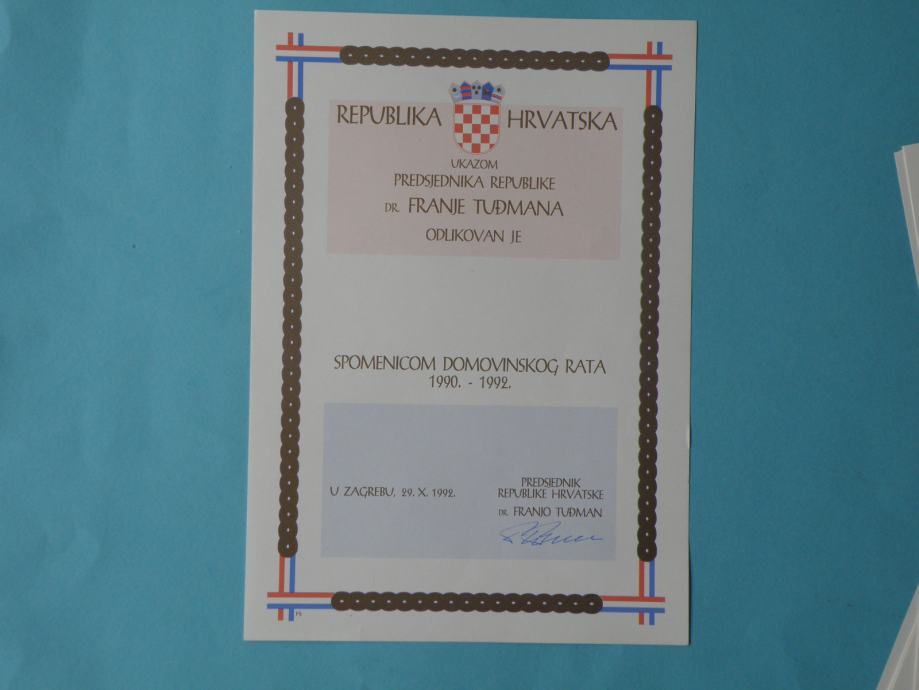 REPUBLIKA HRVATSKA
UKAZOM
PREDSJEDNIKA REPUBLIKE
DR. FRANJE TUĐMANA
ODLIKOVAN JE
SPOMENICOM DOMOVINSKOG RATA
1990. - 1992.
U ZAGREBU, 29. X. 1992.
PREDSJEDNIK
REPUBLIKE HRVATSKE
DR. FRANJO TUĐMAN